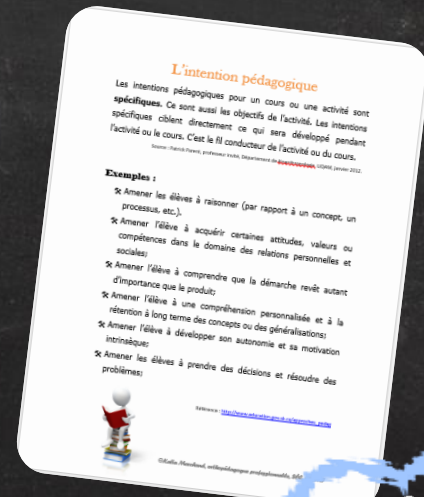 L'intention pédagogique
Les intentions pédagogiques pour un cours ou une activité sont
spécifiques. Ce sont aussi les objectifs de l'activité. Les intentions
spécifiques ciblent directement ce qui sera développé pendant
l'activité ou le cours. C'est le fil conducteur de l'activité ou du cours.
Source : Patrick Parent, professeur invité, Département de, UQAM, janvier 2012.
Exemples :
Amener les élèves à raisonner (par rapport à un concept, un
processus, etc.).
Amener l'élève à acquérir certaines attitudes, valeurs ou
compétences dans le domaine des relations personnelles et
sociales;
Amener l'élève à comprendre que la démarche revêt autant
d'importance que le produit;
Amener l'élève à une compréhension personnalisée et à la
rétention à long terme des concepts ou des généralisations;
Amener l'élève à développer son autonomie et sa motivation
intrinsèque;
Amener les élèves à prendre des décisions et résoudre des
problèmes;
Référence :
orthopédagogue professionnelle,